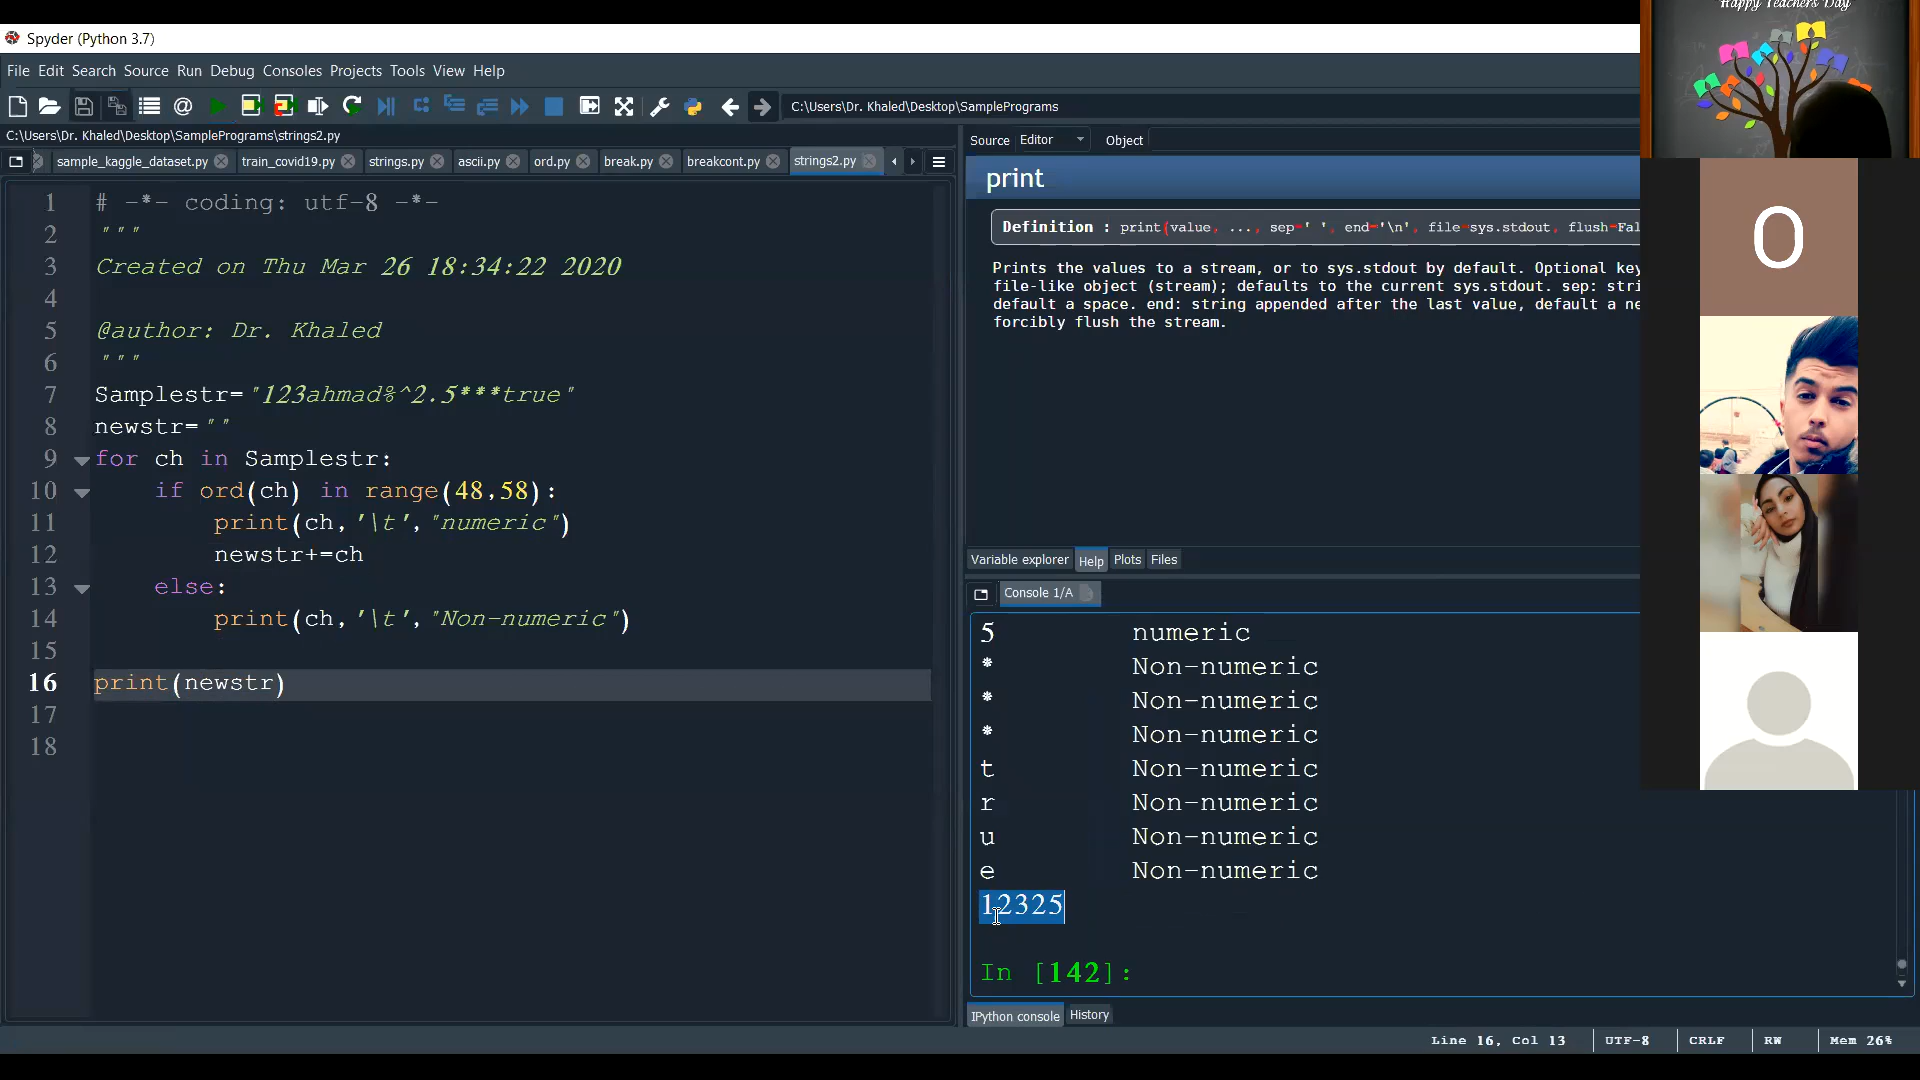 Happy Teachers Day
Spyder (Python 3.7)
File Edit Search Source Run Debug Consoles Projects Tools View Help
C:\Users\Dr. Khaled\Desktop\SamplePrograms
C:\Users\Dr. Khaled\Desktop\SamplePrograms\strings2.py
sample_kaggle_dataset.py train_covid19.py strings.py ascii.py ord.py break.py breakcont.py strings2.py
1 # -*- coding: utf-8 -*-
2 """
3 Created on Thu Mar 26 18:34:22 2020
4
5 @author: Dr. Khaled
6 """
7 Samplestr="123ahmad%^2.5***true"
8 newstr=""
9 for ch in Samplestr:
10 if ord(ch) in range(48,58):
11 print(ch,'\t',"numeric")
12 newstr+=ch
13 else:
14 print(ch,'\t',"Non-numeric")
15
16 print(newstr)
17
18
Source Editor Object
print
Definition : print(value, ..., sep=' ', end='\n', file=sys.stdout, flush=Fal
Prints the values to a stream, or to sys.stdout by default. Optional key
file-like object (stream); defaults to the current sys.stdout. sep: stri
default a space. end: string appended after the last value, default a ne
forcibly flush the stream.
Variable explorer Help Plots Files
Console 1/A
5 numeric
* Non-numeric
* Non-numeric
* Non-numeric
t Non-numeric
r Non-numeric
u Non-numeric
e Non-numeric
12325
In [142]:
IPython console History
Line 16, Col 13 UTF-8 CRLF RW Mem 26%
O